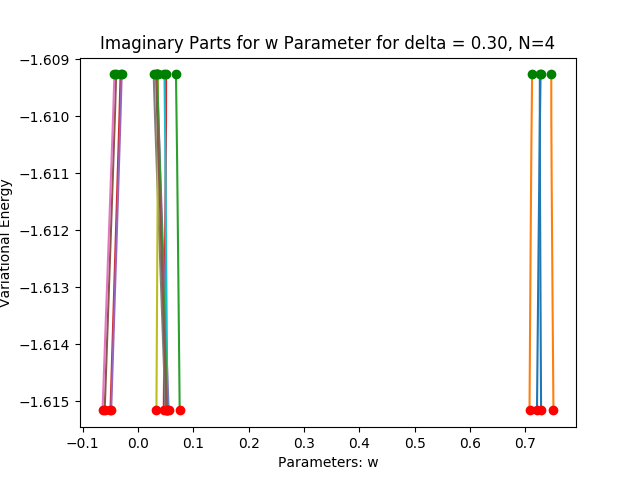 Imaginary Parts for w Parameter for delta = 0.30, N=4
−1.609
−1.610
−1.611
−1.612
−1.613
−1.614
−1.615
Variational Energy
−0.1 0.0 0.1 0.2 0.3 0.4 0.5 0.6 0.7
Parameters: w